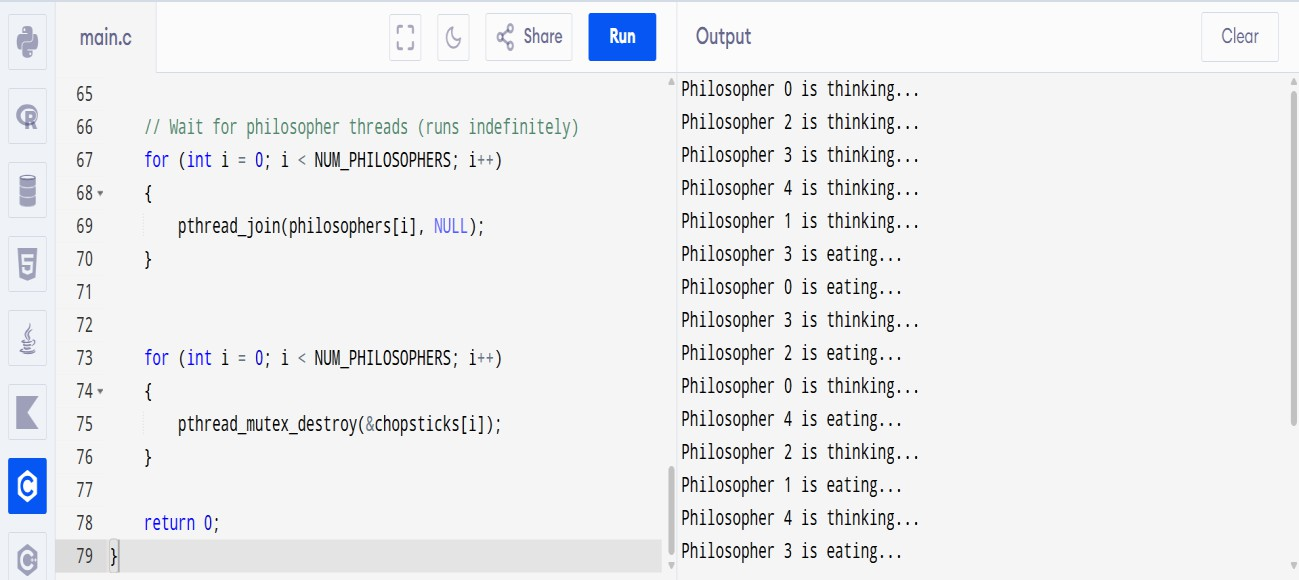 main.c
Share
Run
Output
Clear
65
66 // Wait for philosopher threads (runs indefinitely)
67 for (int i = 0; i < NUM_PHILOSOPHERS; i++)
68 {
69 pthread_join(philosophers[i], NULL);
70 }
71
72
73 for (int i = 0; i < NUM_PHILOSOPHERS; i++)
74 {
75 pthread_mutex_destroy(&chopsticks[i]);
76 }
77
78 return 0;
79 }
Philosopher 0 is thinking...
Philosopher 2 is thinking...
Philosopher 3 is thinking...
Philosopher 4 is thinking...
Philosopher 1 is thinking...
Philosopher 3 is eating...
Philosopher 0 is eating...
Philosopher 3 is thinking...
Philosopher 2 is eating...
Philosopher 0 is thinking...
Philosopher 4 is eating...
Philosopher 2 is thinking...
Philosopher 1 is eating...
Philosopher 4 is thinking...
Philosopher 3 is eating...